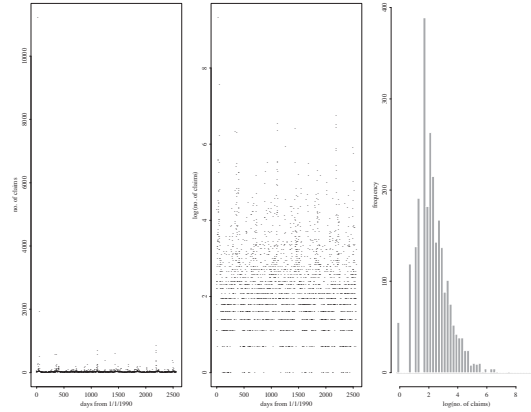 no. of claims
0 2000 4000 6000 8000 10000
0 500 1000 1500 2000 2500
days from 1/1/1990
log(no. of claims)
0 2 4 6 8
0 500 1000 1500 2000 2500
days from 1/1/1990
frequency
0 100 200 300 400
0 2 4 6 8
log(no. of claims)